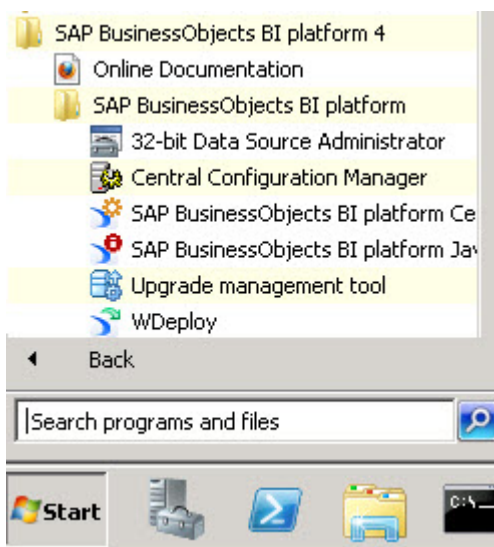 SAP BusinessObjects BI platform 4
Online Documentation
SAP BusinessObjects BI platform
32-bit Data Source Administrator
Central Configuration Manager
SAP BusinessObjects BI platform Ce
SAP BusinessObjects BI platform Jav
Upgrade management tool
WDeploy
Back
Search programs and files
Start
C:\_